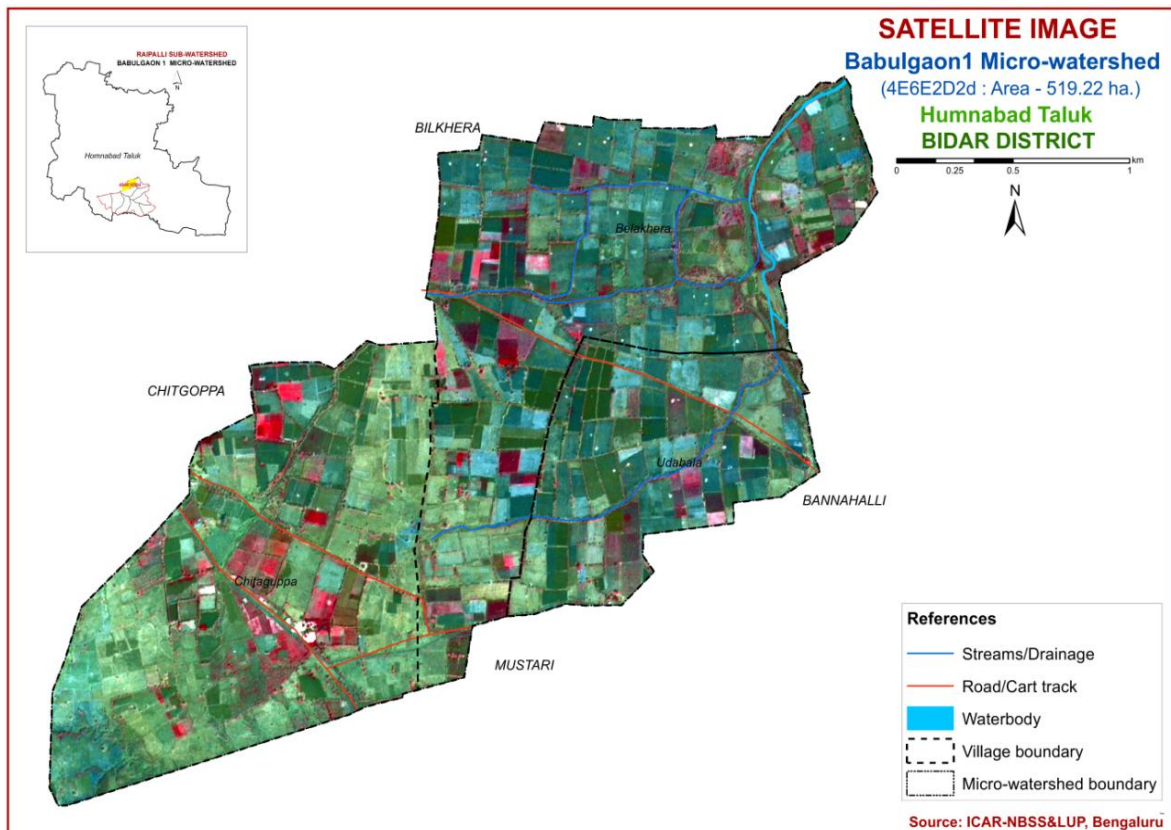 RAIPALLI SUB-WATERSHED
BABULGAON 1 MICRO-WATERSHED
N
Homnabad Taluk
SATELLITE IMAGE
Babulgaon1 Micro-watershed
(4E6E2D2d : Area - 519.22 ha.)
Humnabad Taluk
BIDAR DISTRICT
km
0 0.25 0.5 1
N
BILKHERA
Belakhera
CHITGOPPA
Udabala
BANNAHALLI
Chitaguppa
MUSTARI
References
Streams/Drainage
Road/Cart track
Waterbody
Village boundary
Micro-watershed boundary
Source: ICAR-NBSS&LUP, Bengaluru